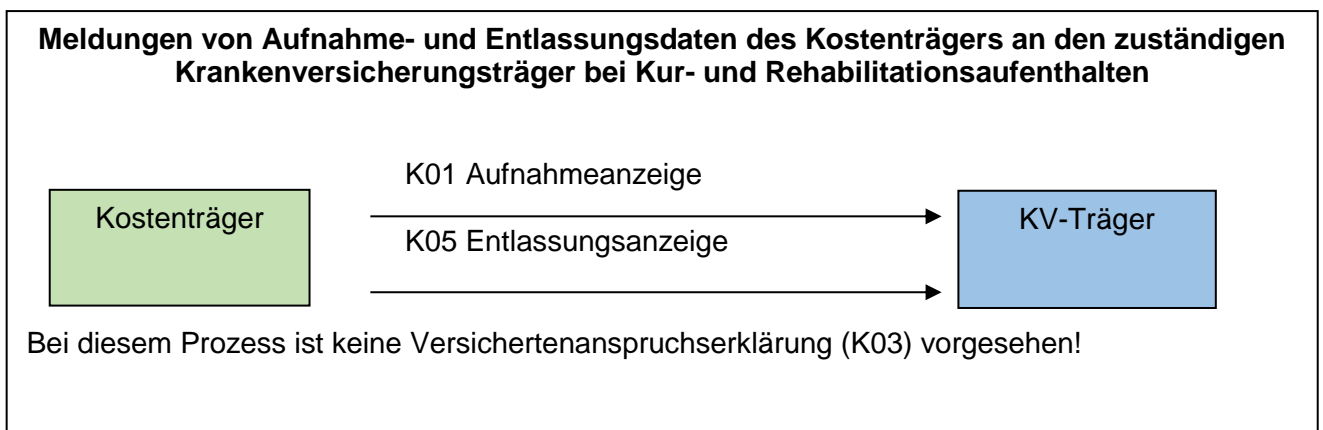 Meldungen von Aufnahme- und Entlassungsdaten des Kostenträgers an den zuständigen
Krankenversicherungsträger bei Kur- und Rehabilitationsaufenthalten
K01 Aufnahmeanzeige
Kostenträger
KV-Träger
K05 Entlassungsanzeige
Bei diesem Prozess ist keine Versichertenanspruchserklärung (K03) vorgesehen!